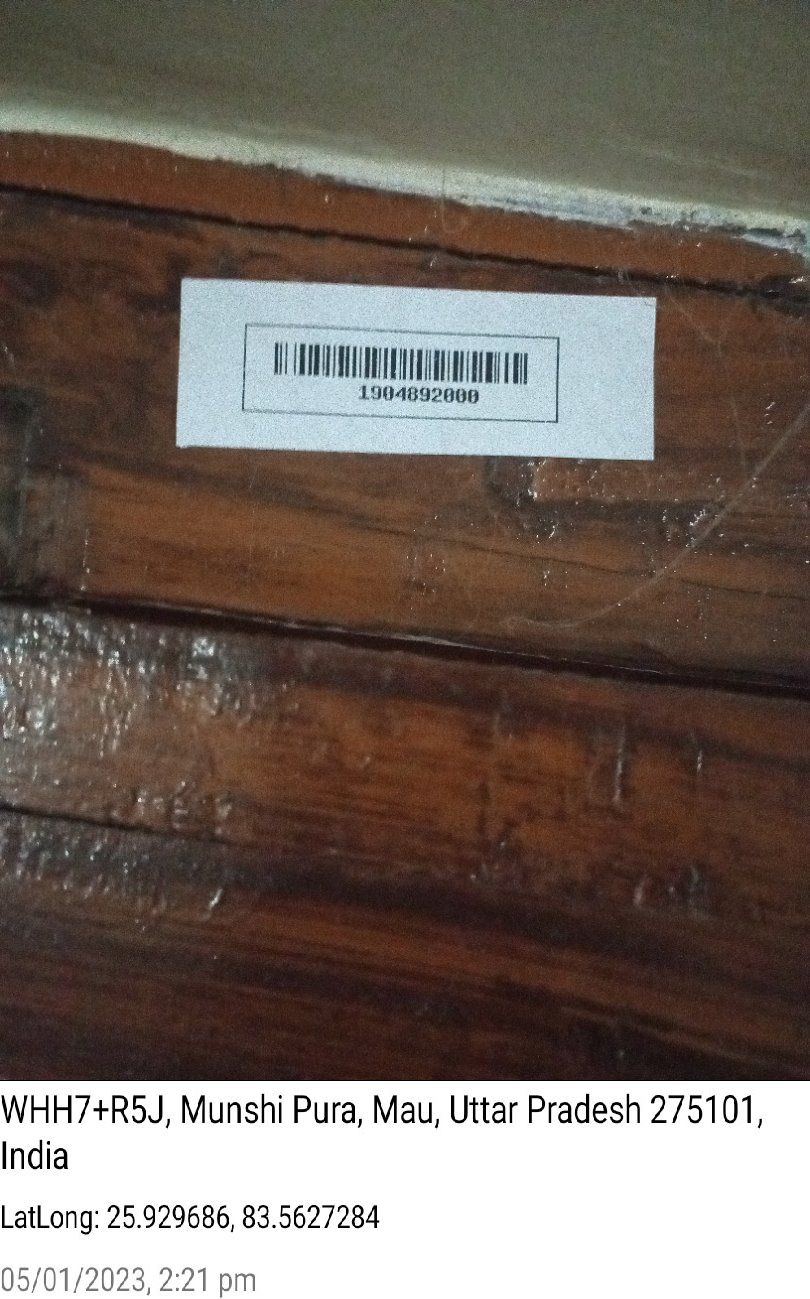 1904892000
WHH7+R5J, Munshi Pura, Mau, Uttar Pradesh 275101,
India
LatLong: 25.929686, 83.5627284
05/01/2023, 2:21 pm